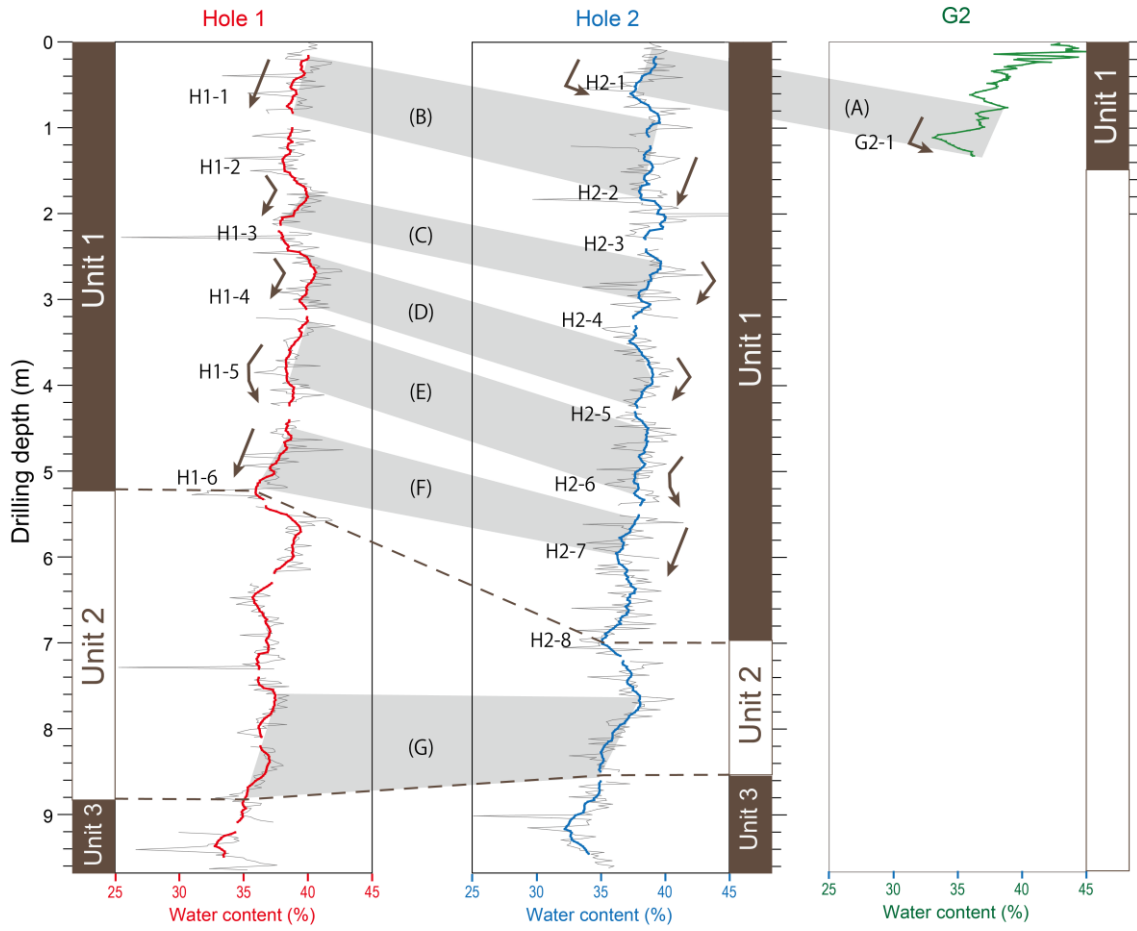 Hole 1
Hole 2
G2
Drilling depth (m)
0
1
2
3
4
5
6
7
8
9
Unit 1
Unit 2
Unit 3
H1-1
H1-2
H1-3
H1-4
H1-5
H1-6
(B)
(C)
(D)
(E)
(F)
(G)
H2-1
H2-2
H2-3
H2-4
H2-5
H2-6
H2-7
H2-8
Unit 1
Unit 2
Unit 3
(A)
G2-1
Unit 1
25 30 35 40 45
Water content (%)
25 30 35 40 45
Water content (%)
25 30 35 40 45
Water content (%)